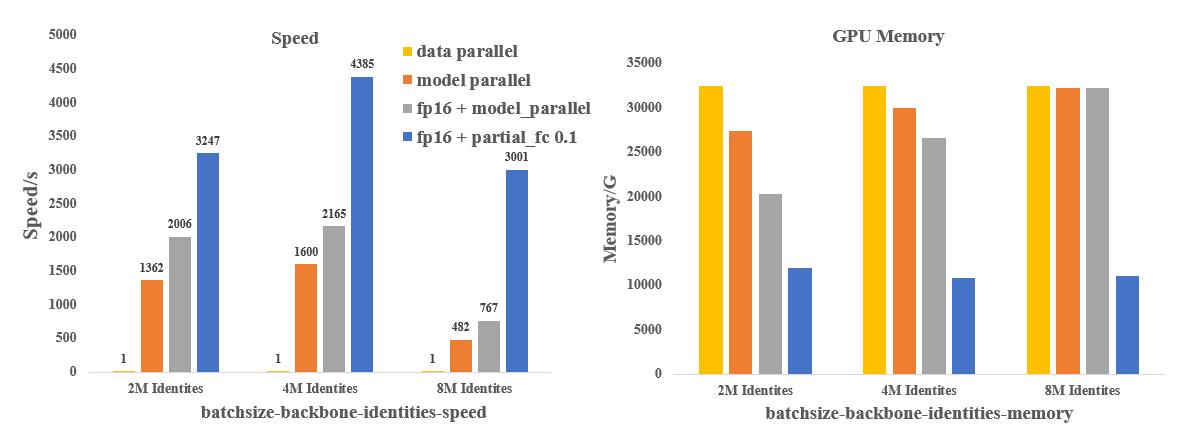 Speed
data parallel
model parallel
fp16 + model_parallel
fp16 + partial_fc 0.1
Speed/s
5000
4500
4000
3500
3000
2500
2000
1500
1000
500
0
1
1362
2006
3247
1
1600
2165
4385
1
482
767
3001
2M Identites
4M Identites
8M Identites
batchsize-backbone-identities-speed
GPU Memory
Memory/G
35000
30000
25000
20000
15000
10000
5000
0
2M Identites
4M Identites
8M Identites
batchsize-backbone-identities-memory